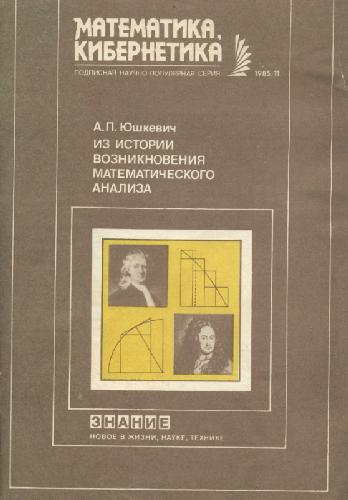 МАТЕМАТИКА,
КИБЕРНЕТИКА
ПОДПИСНАЯ НАУЧНО-ПОПУЛЯРНАЯ СЕРИЯ
1985/11
А.П. Юшкевич
ИЗ ИСТОРИИ
ВОЗНИКНОВЕНИЯ
МАТЕМАТИЧЕСКОГО
АНАЛИЗА
ЗНАНИЕ
НОВОЕ В ЖИЗНИ, НАУКЕ, ТЕХНИКЕ